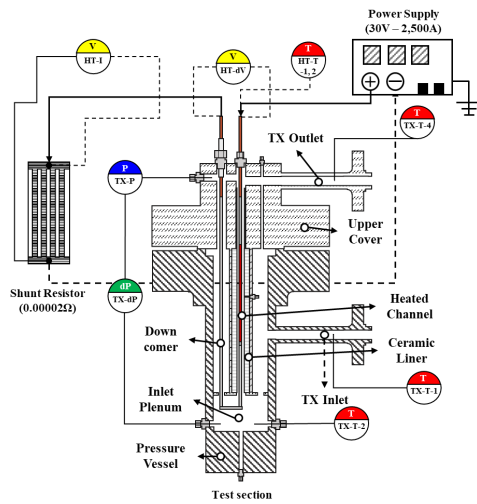 Power Supply
(30V – 2,500A)
V
HT-I
V
HT-dV
T
HT-T
-1, 2
T
TX-T-4
TX Outlet
P
TX-P
Upper
Cover
Shunt Resistor
(0.00002Ω)
dP
TX-dP
Down
comer
Heated
Channel
Ceramic
Liner
Inlet
Plenum
TX Inlet
T
TX-T-1
T
TX-T-2
Pressure
Vessel
Test section